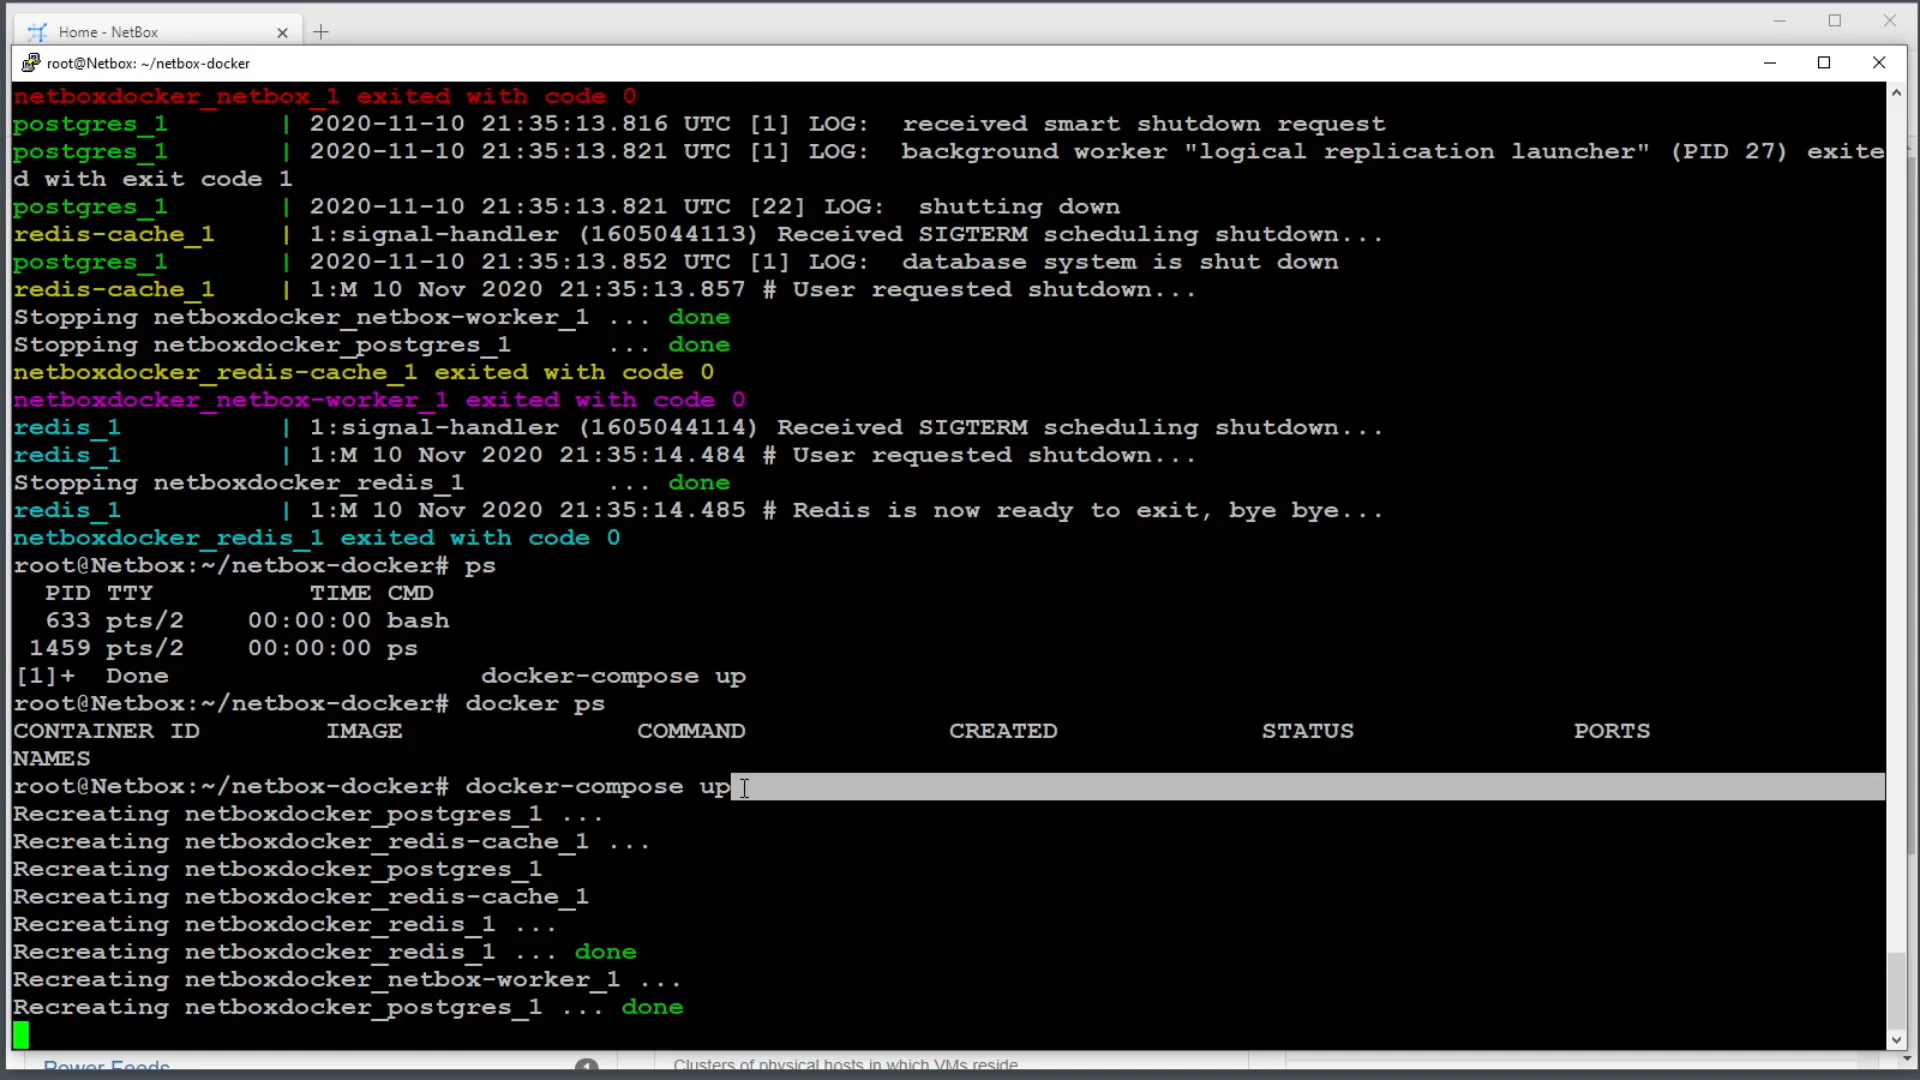 Home - NetBox
root@Netbox: ~/netbox-docker
netboxdocker_netbox_1 exited with code 0
postgres_1       | 2020-11-10 21:35:13.816 UTC [1] LOG:  received smart shutdown request
postgres_1       | 2020-11-10 21:35:13.821 UTC [1] LOG:  background worker "logical replication launcher" (PID 27) exite
d with exit code 1
postgres_1       | 2020-11-10 21:35:13.821 UTC [22] LOG:  shutting down
redis-cache_1    | 1:signal-handler (1605044113) Received SIGTERM scheduling shutdown...
postgres_1       | 2020-11-10 21:35:13.852 UTC [1] LOG:  database system is shut down
redis-cache_1    | 1:M 10 Nov 2020 21:35:13.857 # User requested shutdown...
Stopping netboxdocker_netbox-worker_1 ... done
Stopping netboxdocker_postgres_1      ... done
netboxdocker_redis-cache_1 exited with code 0
netboxdocker_netbox-worker_1 exited with code 0
redis_1          | 1:signal-handler (1605044114) Received SIGTERM scheduling shutdown...
redis_1          | 1:M 10 Nov 2020 21:35:14.484 # User requested shutdown...
Stopping netboxdocker_redis_1         ... done
redis_1          | 1:M 10 Nov 2020 21:35:14.485 # Redis is now ready to exit, bye bye...
netboxdocker_redis_1 exited with code 0
root@Netbox:~/netbox-docker# ps
  PID TTY          TIME CMD
  633 pts/2    00:00:00 bash
 1459 pts/2    00:00:00 ps
[1]+  Done                    docker-compose up
root@Netbox:~/netbox-docker# docker ps
CONTAINER ID        IMAGE               COMMAND             CREATED             STATUS              PORTS
NAMES
root@Netbox:~/netbox-docker# docker-compose up
Recreating netboxdocker_postgres_1 ...
Recreating netboxdocker_redis-cache_1 ...
Recreating netboxdocker_postgres_1
Recreating netboxdocker_redis-cache_1
Recreating netboxdocker_redis_1 ...
Recreating netboxdocker_redis_1 ... done
Recreating netboxdocker_netbox-worker_1 ...
Recreating netboxdocker_postgres_1 ... done
Power Feeds
Clusters of physical hosts in which VMs reside